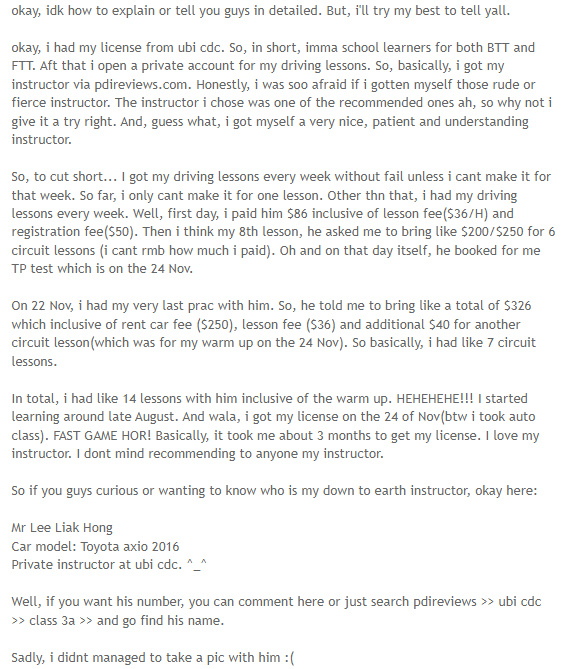 okay, idk how to explain or tell you guys in detailed. But, i'll try my best to tell yall.
okay, i had my license from ubi cdc. So, in short, imma school learners for both BTT and
FTT. Aft that i open a private account for my driving lessons. So, basically, i got my
instructor via pdireviews.com. Honestly, i was soo afraid if i gotten myself those rude or
fierce instructor. The instructor i chose was one of the recommended ones ah, so why not i
give it a try right. And, guess what, i got myself a very nice, patient and understanding
instructor.
So, to cut short... I got my driving lessons every week without fail unless i cant make it for
that week. So far, i only cant make it for one lesson. Other thn that, i had my driving
lessons every week. Well, first day, i paid him $86 inclusive of lesson fee($36/H) and
registration fee($50). Then i think my 8th lesson, he asked me to bring like $200/$250 for 6
circuit lessons (i cant rmb how much i paid). Oh and on that day itself, he booked for me
TP test which is on the 24 Nov.
On 22 Nov, i had my very last prac with him. So, he told me to bring like a total of $326
which inclusive of rent car fee ($250), lesson fee ($36) and additional $40 for another
circuit lesson(which was for my warm up on the 24 Nov). So basically, i had like 7 circuit
lessons.
In total, i had like 14 lessons with him inclusive of the warm up. HEHEHEHE!!! I started
learning around late August. And wala, i got my license on the 24 of Nov(btw i took auto
class). FAST GAME HOR! Basically, it took me about 3 months to get my license. I love my
instructor. I dont mind recommending to anyone my instructor.
So if you guys curious or wanting to know who is my down to earth instructor, okay here:
Mr Lee Liak Hong
Car model: Toyota axio 2016
Private instructor at ubi cdc. ^_^
Well, if you want his number, you can comment here or just search pdireviews >> ubi cdc
>> class 3a >> and go find his name.
Sadly, i didnt managed to take a pic with him :(